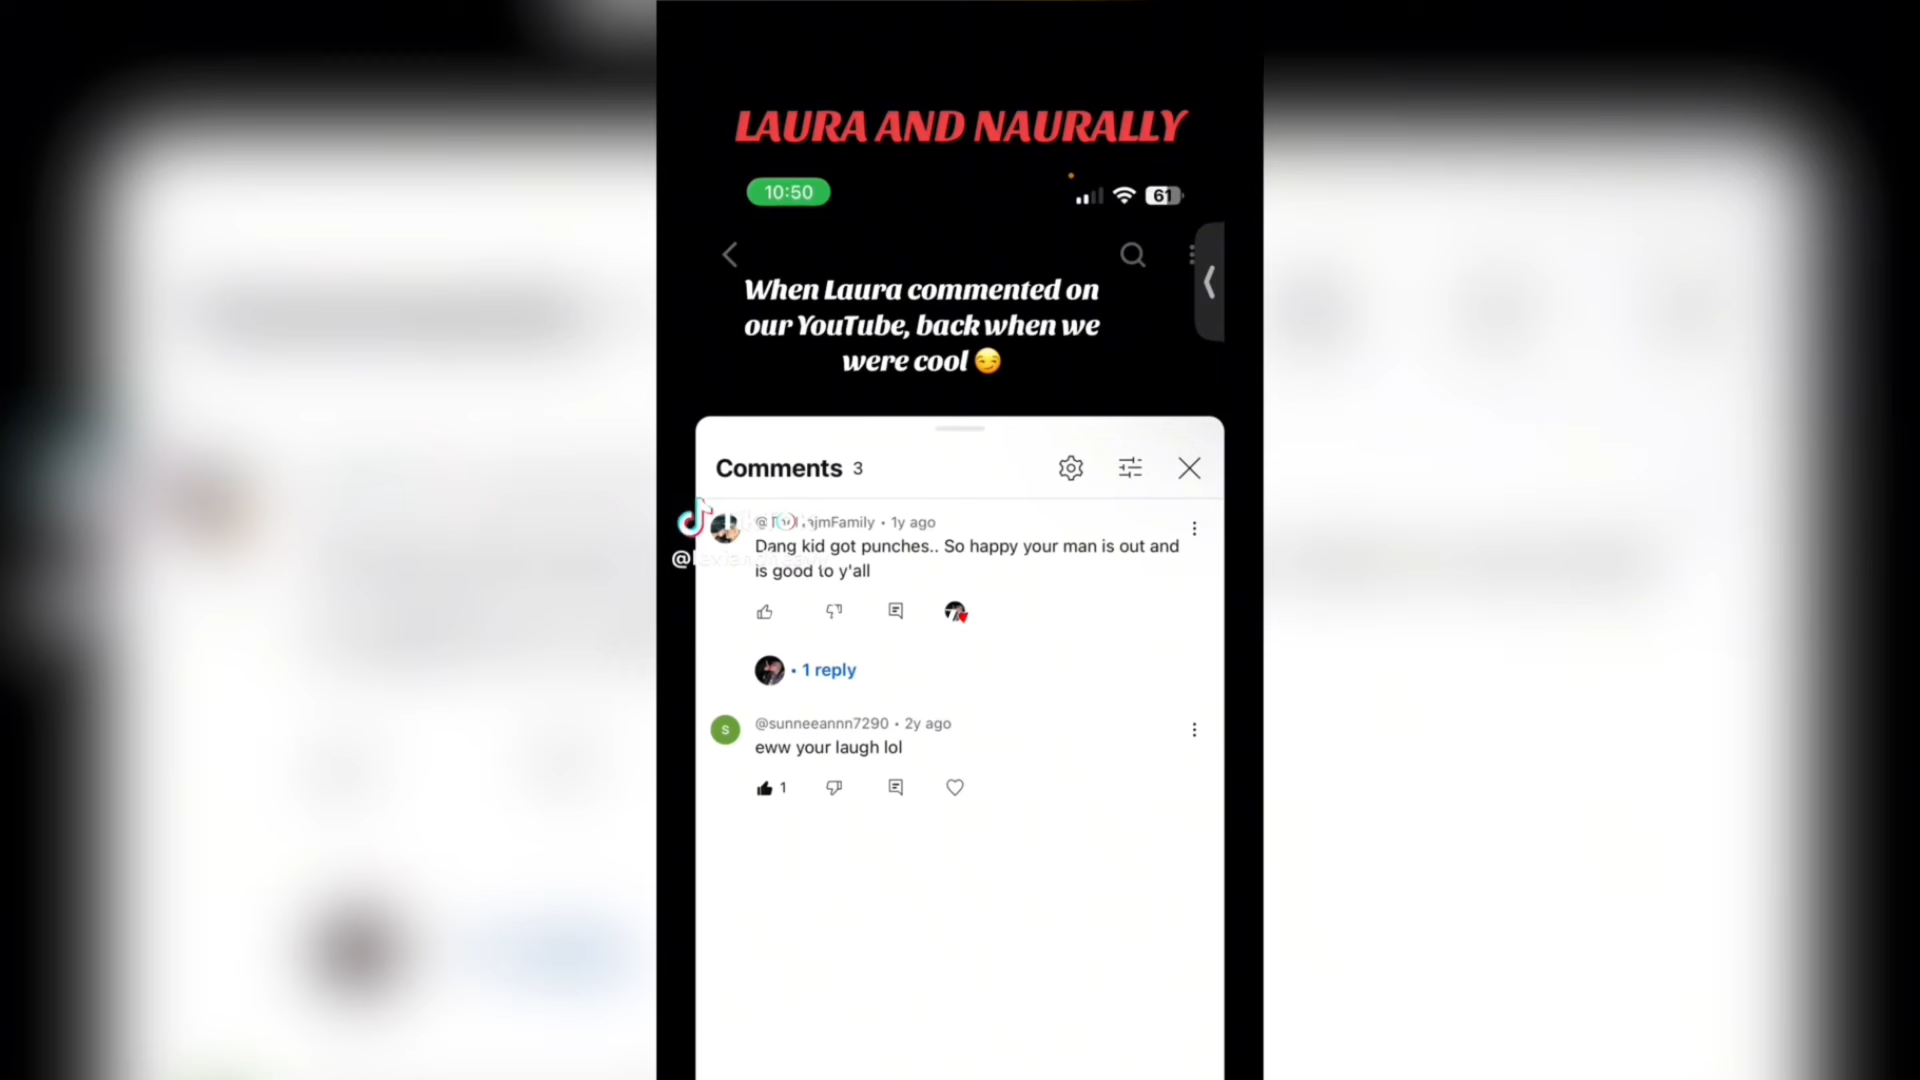 LAURA AND NAURALLY
10:50
61
When Laura commented on
our YouTube, back when we
were cool
Comments 3
1y ago
Dang kid got punches.. So happy your man is out and
is good to y'all
• 1 reply
@sunneeannn7290 • 2y ago
S
eww your laugh lol
1